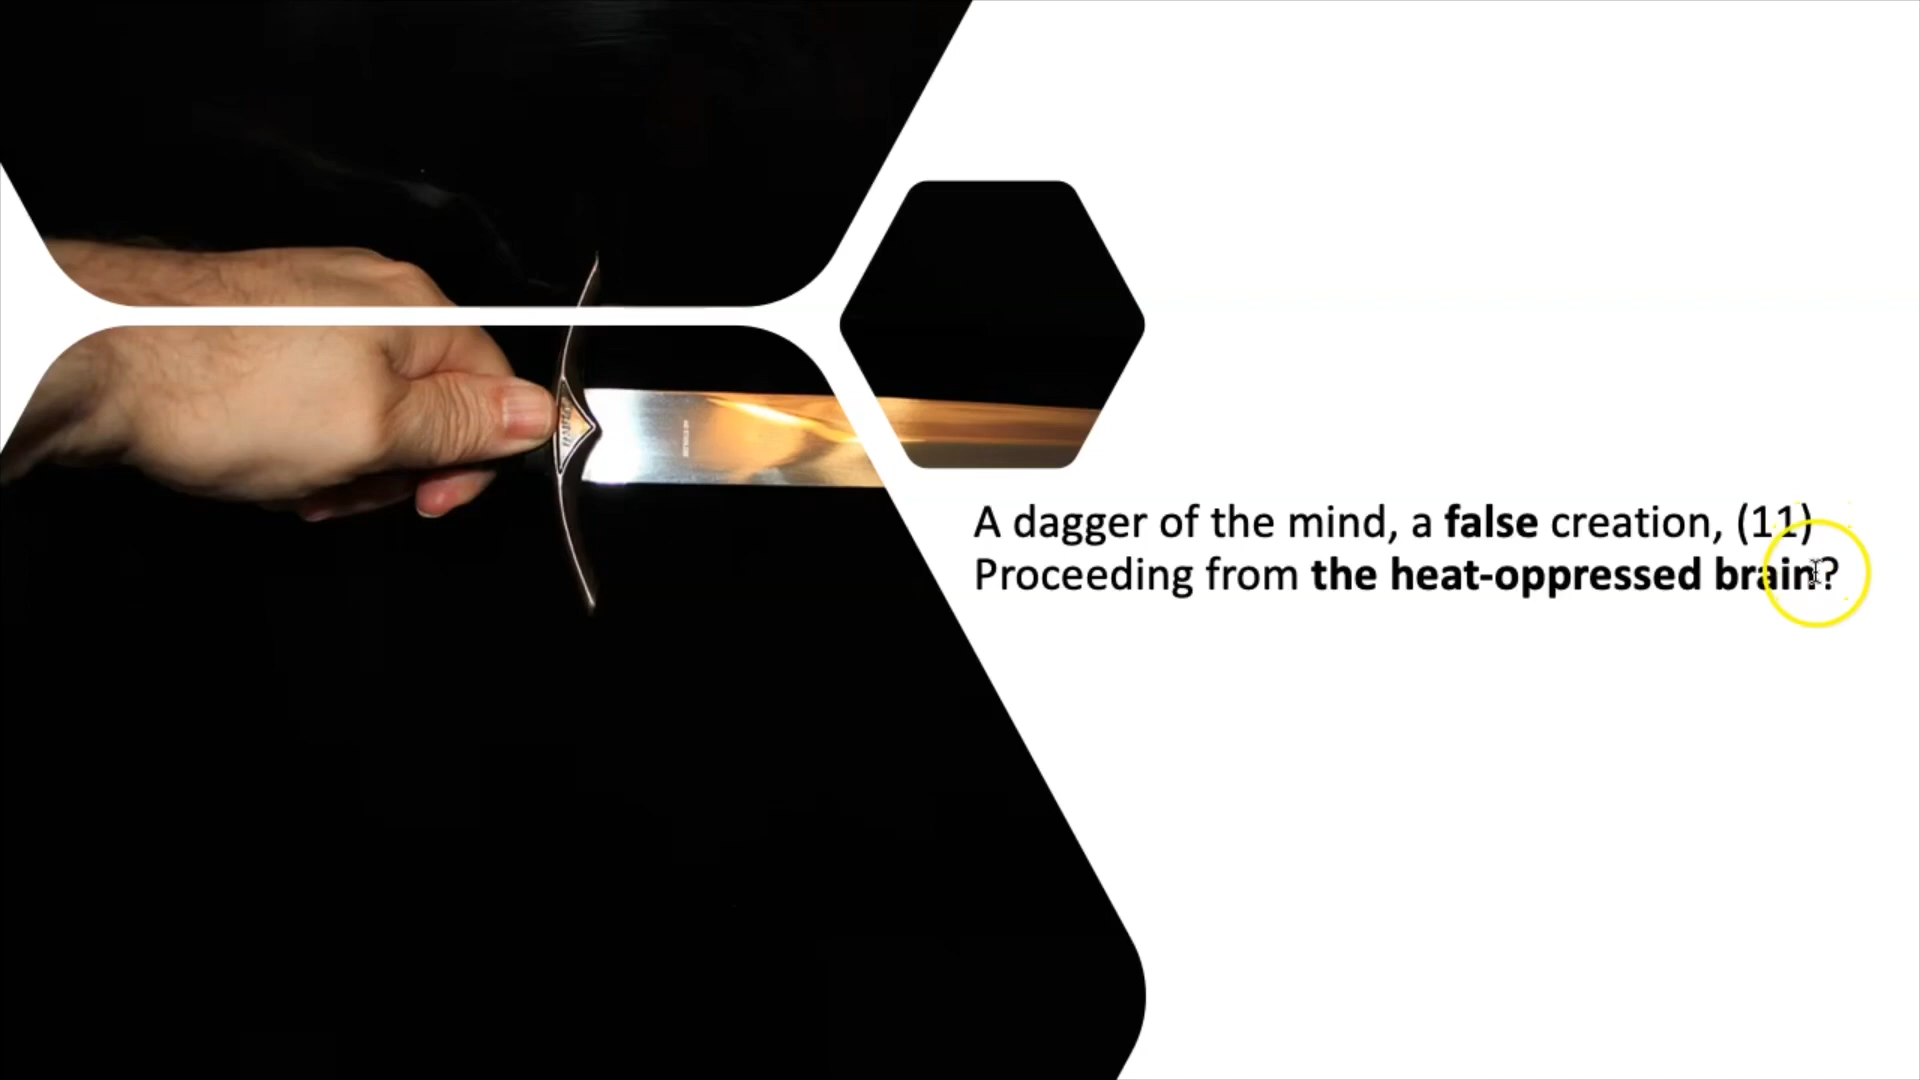 A dagger of the mind, a false creation, (11)
Proceeding from the heat-oppressed brain?